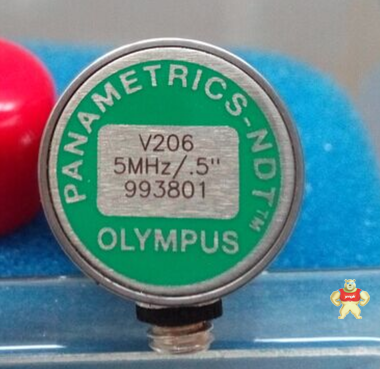 PANAMETRICS-NDT™
V206
5MHz/.5"
993801
OLYMPUS